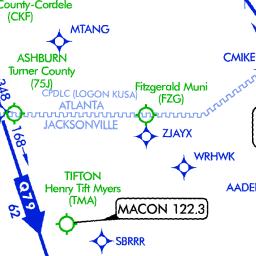 County-Cordele
(CKF)
MTANG
ASHBURN
Turner County
(75J)
CMIKE
Fitzgerald Muni
(FZG)
CPDLC (LOGON KUSA)
ATLANTA
JACKSONVILLE
348
168
ZJAYX
WRHWK
Q79
62
TIFTON
Henry Tift Myers
(TMA)
AADE
MACON 122.3
SBRRR